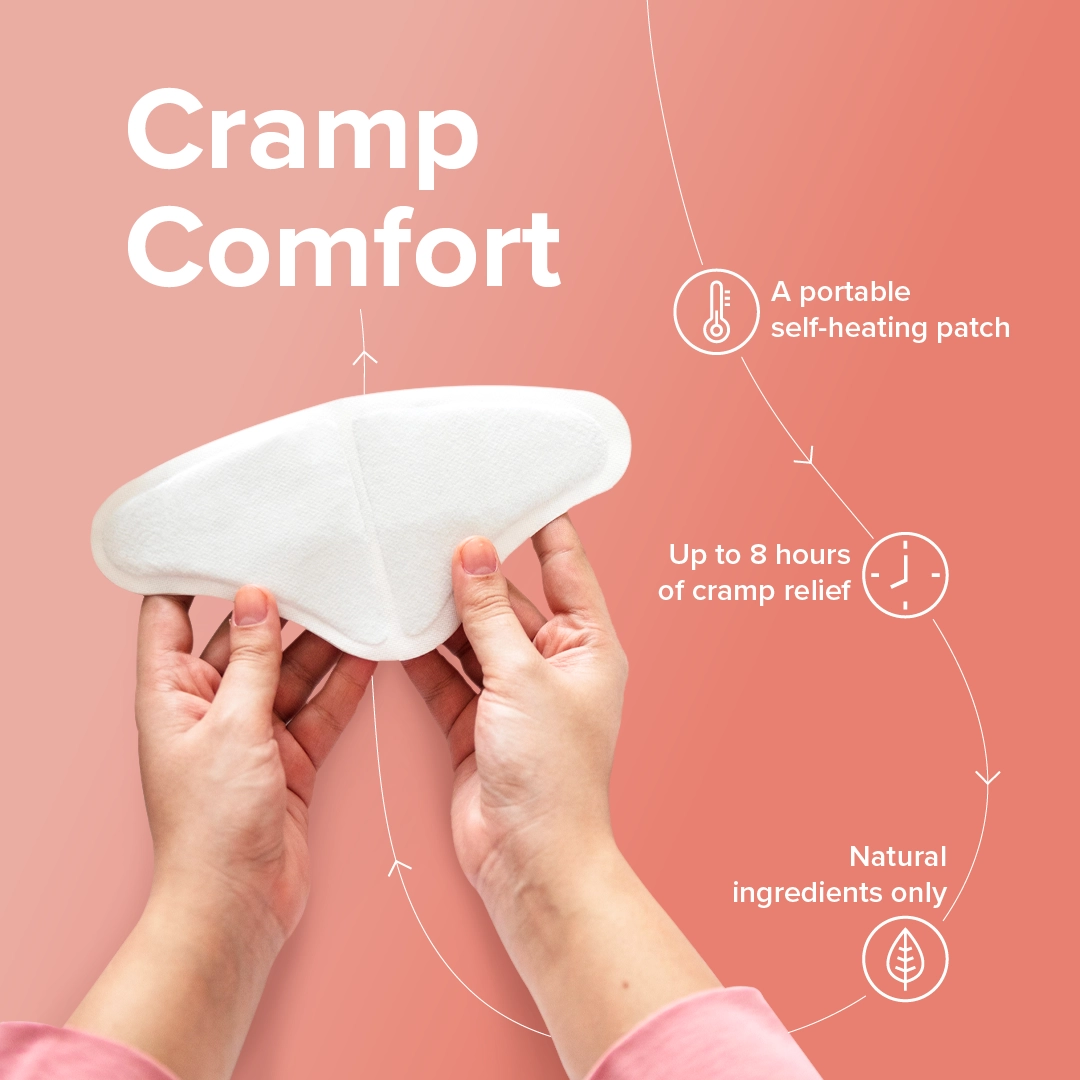 Cramp
Comfort
A portable
self-heating patch
Up to 8 hours
of cramp relief
Natural
ingredients only